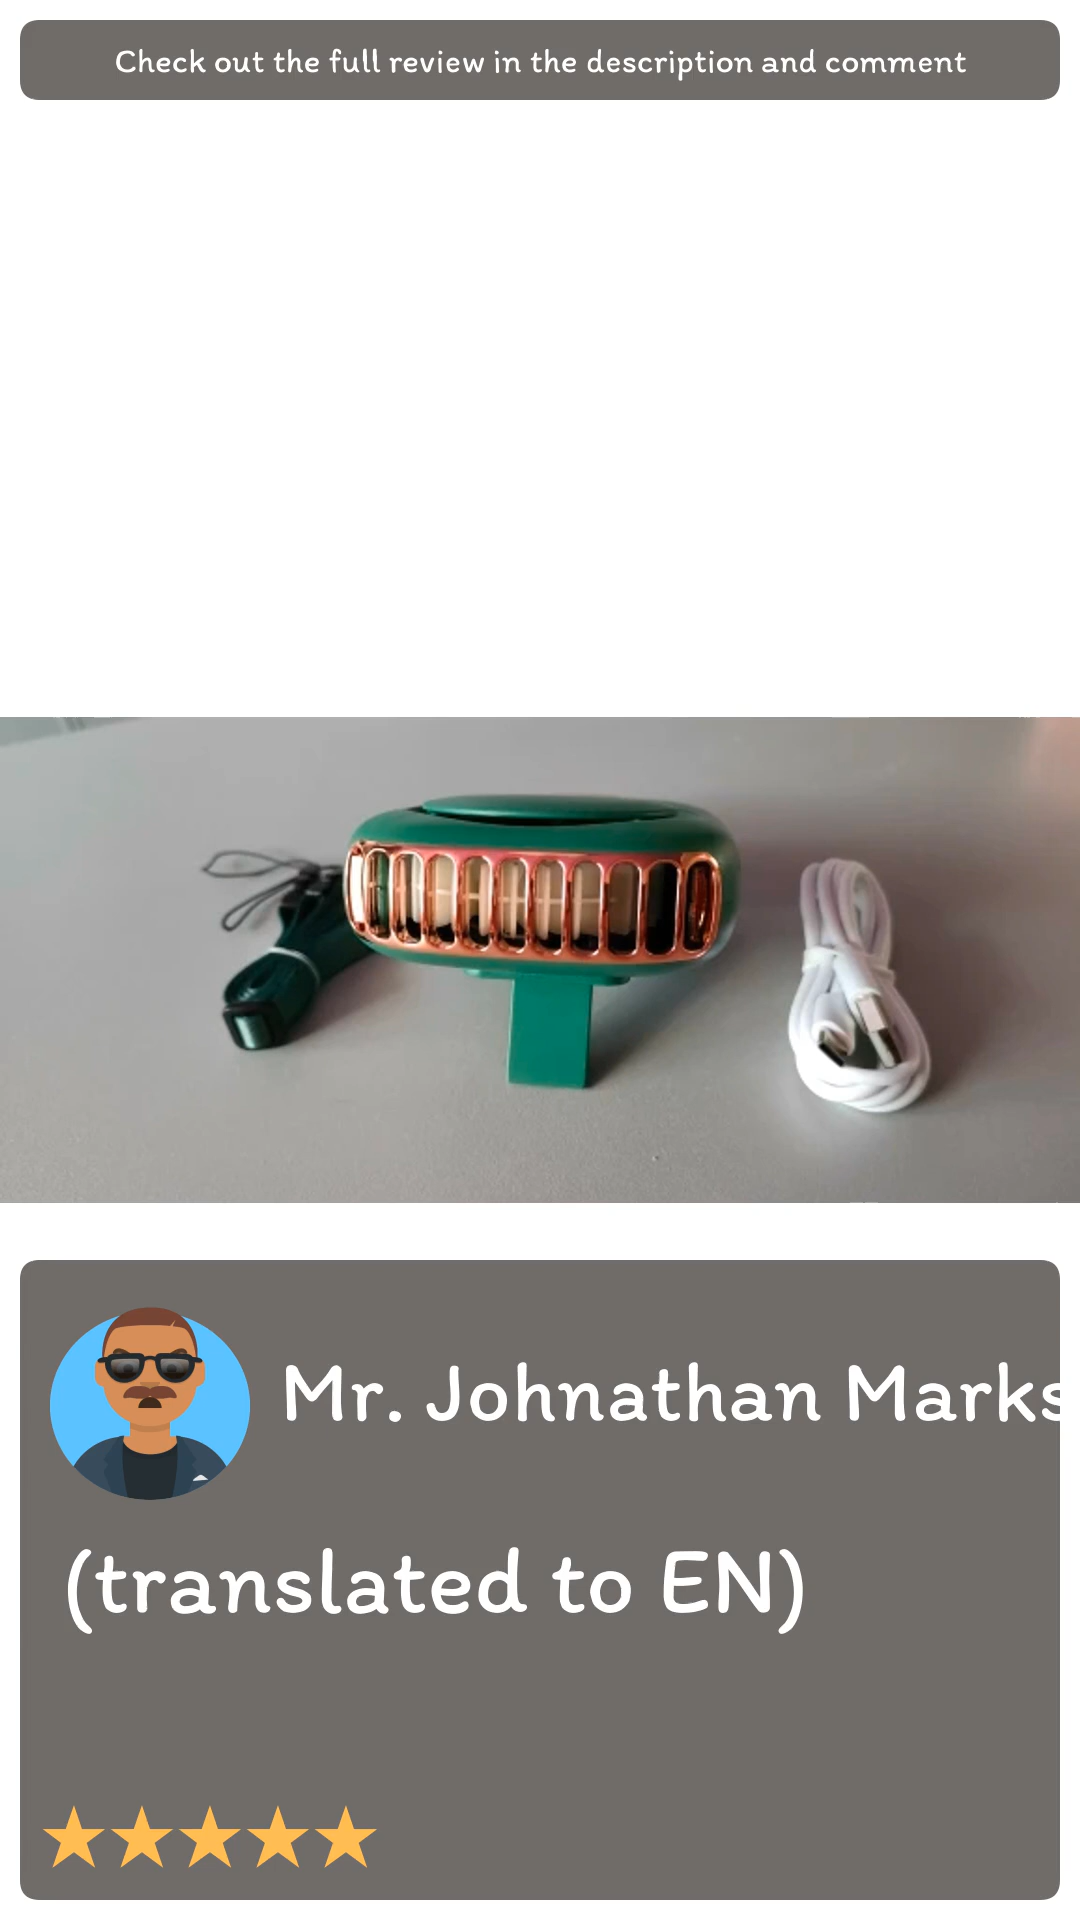 Check out the full review in the description and comment
Mr. Johnathan Marks
(translated to EN)